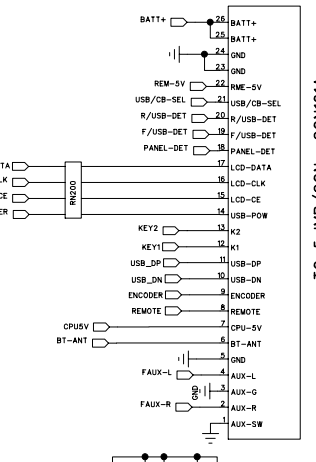 BATT+ 26 BATT+
25 BATT+
24 GND
23 GND
REM-5V 22 RME-5V
USB/CB-SEL 21 USB/CB-SEL
R/USB-DET 20 R/USB-DET
F/USB-DET 19 F/USB-DET
PANEL-DET 18 PANEL-DET
TA 17 LCD-DATA
LK 16 LCD-CLK
CE RN200 15 LCD-CE
ER 14 USB-POW
KEY2 13 K2
KEY1 12 K1
USB_DP 11 USB-DP
USB_DN 10 USB-DN
ENCODER 9 ENCODER
REMOTE 8 REMOTE
CPU5V 7 CPU-5V
BT-ANT 6 BT-ANT
5 GND
FAUX-L 4 AUX-L
GND 3 AUX-G
FAUX-R 2 AUX-R
1 AUX-SW